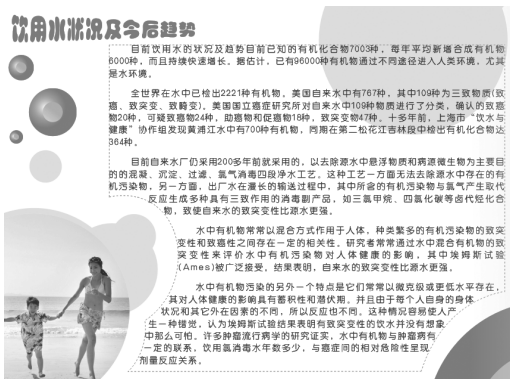 饮用水状况及今后趋势
目前饮用水的状况及趋势目前已知的有机化合物7003种，每年平均新增合成有机物
6000种，而且持续快速增长。据估计，已有96000种有机物通过不同途径进入人类环境，尤其
是水环境。
全世界在水中已检出2221种有机物，美国自来水中有767种，其中109种为三致物质(致
癌、致突变、致畸变)，美国国立癌症研究所对自来水中109种物质进行了分类，确认的致癌
物20种，可疑致癌物24种，助癌物和促癌物18种，致突变物47种。十多年前，上海市“饮水与
健康”协作组发现黄浦江水中有700种有机物，同期在第二松花江吉林段中检出有机化合物达
364种。
目前自来水厂仍采用200多年前就采用的，以去除源水中悬浮物质和病源微生物为主要目
的的混凝、沉淀、过滤、氯气消毒四段净水工艺。这种工艺一方面无法去除源水中存在的有
机污染物，另一方面，出厂水在漫长的输送过程中，其中所含的有机污染物与氯气产生取代
反应生成多种具有三致作用的消毒副产品，如三氯甲烷、四氯化碳等卤代烃化合
物，致使自来水的致突变性比源水更强。
水中有机物常常以混合方式作用于人体，种类繁多的有机污染物的致突
变性和致癌性之间存在一定的相关性。研究者常常通过水中混合有机物的致
突变性来评价水中有机污染物对人体健康的影响，其中埃姆斯试验
(Ames)被广泛接受，结果表明，自来水的致突变性比源水更强。
水中有机物污染的另外一个特点是它们常常以微克级或更低水平存在，
其对人体健康的影响具有蓄积性和潜伏期。并且由于每个人自身的身体
状况和其它外在因素的不同，所以反应也不同。这种情况容易使人产
生一种错觉，认为埃姆斯试验结果表明有致突变性的饮水并没有想象
中那么可怕。许多肿瘤流行病学的研究证实，水中有机物与肿瘤病有
一定的联系，饮用氯消毒水年数多少，与癌症间的相对危险性呈现
剂量反应关系。